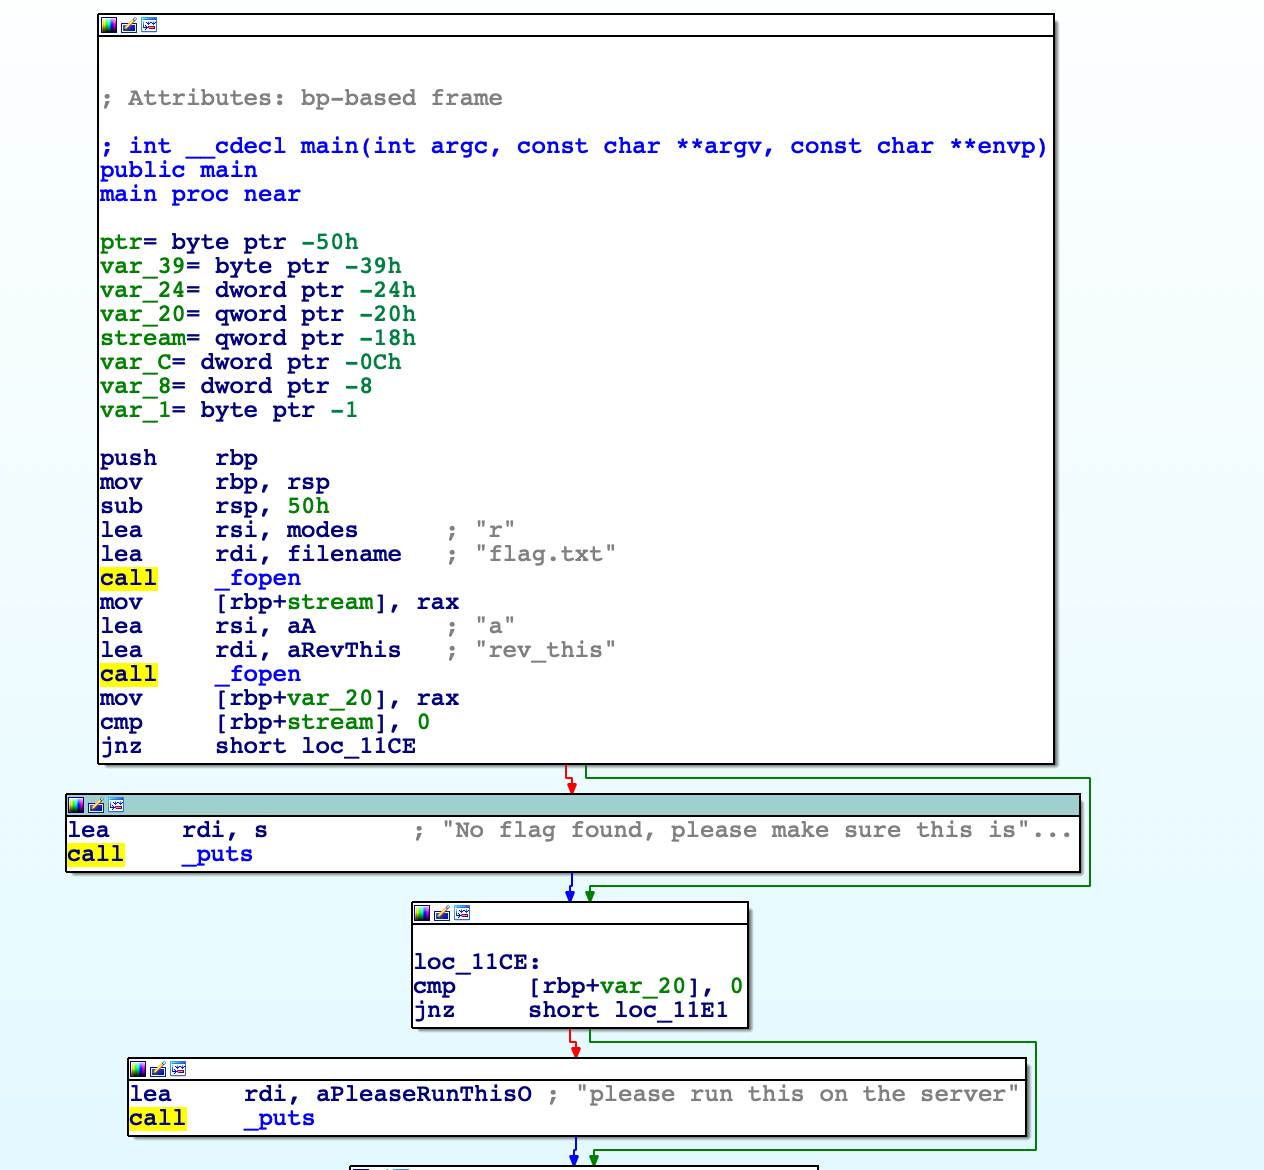 ; Attributes: bp-based frame
; int __cdecl main(int argc, const char **argv, const char **envp)
public main
main proc near
ptr= byte ptr -50h
var_39= byte ptr -39h
var_24= dword ptr -24h
var_20= qword ptr -20h
stream= qword ptr -18h
var_C= dword ptr -0Ch
var_8= dword ptr -8
var_1= byte ptr -1
push rbp
mov rbp, rsp
sub rsp, 50h
lea rsi, modes ; "r"
lea rdi, filename ; "flag.txt"
call _fopen
mov [rbp+stream], rax
lea rsi, aA ; "a"
lea rdi, aRevThis ; "rev_this"
call _fopen
mov [rbp+var_20], rax
cmp [rbp+stream], 0
jnz short loc_11CE
lea rdi, s ; "No flag found, please make sure this is"...
call _puts
loc_11CE:
cmp [rbp+var_20], 0
jnz short loc_11E1
lea rdi, aPleaseRunThisO ; "please run this on the server"
call _puts